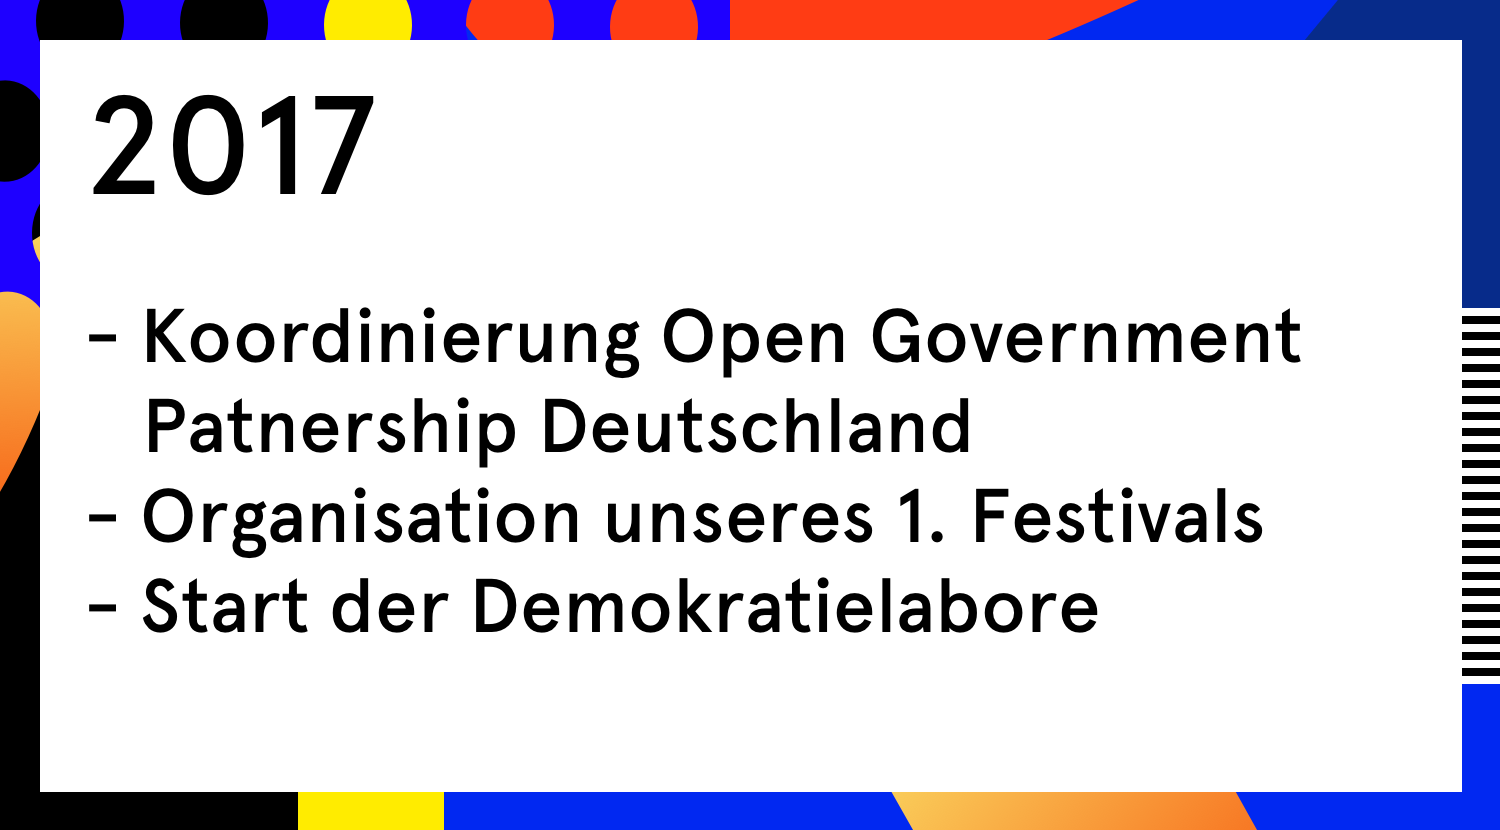 2017
– Koordinierung Open Government
Patnership Deutschland
– Organisation unseres 1. Festivals
– Start der Demokratielabore